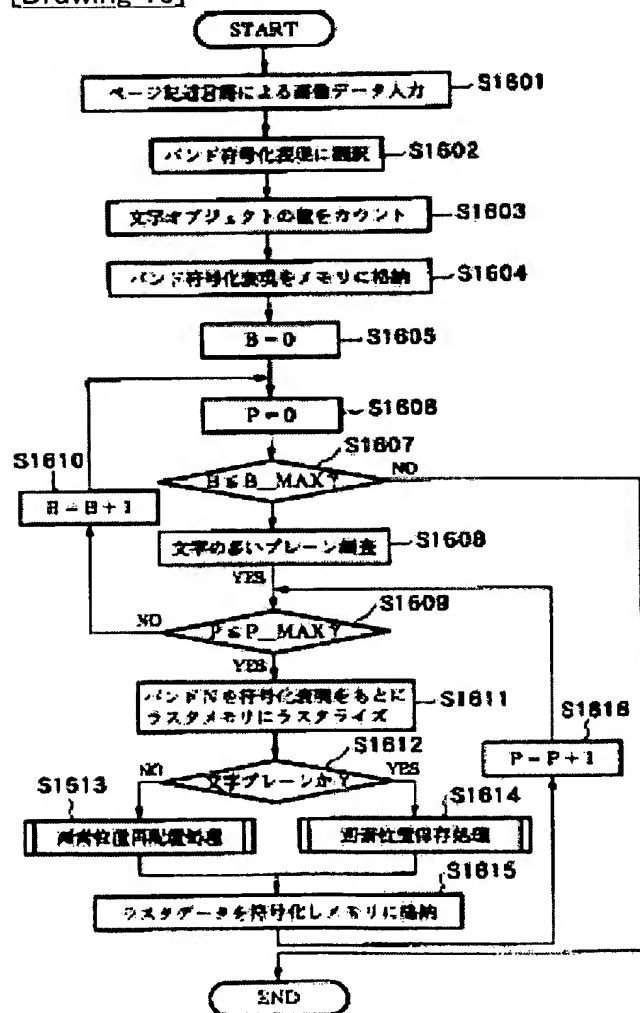 [Drawing 16]
START
ページ記述言語による画像データ入力
S1601
バンド符号化表現に翻訳
S1602
文字オブジェクトの数をカウント
S1603
バンド符号化表現をメモリに格納
S1604
B=0
S1605
P=0
S1606
S1607
B≦B_MAX?
NO
S1610
B=B+1
文字の多いプレーン調査
S1608
YES
S1609
NO
P≦P_MAX?
YES
バンドNを符号化表現をもとに
ラスタメモリにラスタライズ
S1611
S1616
P=P+1
S1612
文字プレーンか?
NO
YES
S1613
S1614
画素位置再配置処理
画素位置保存処理
S1615
ラスタデータを符号化しメモリに格納
END